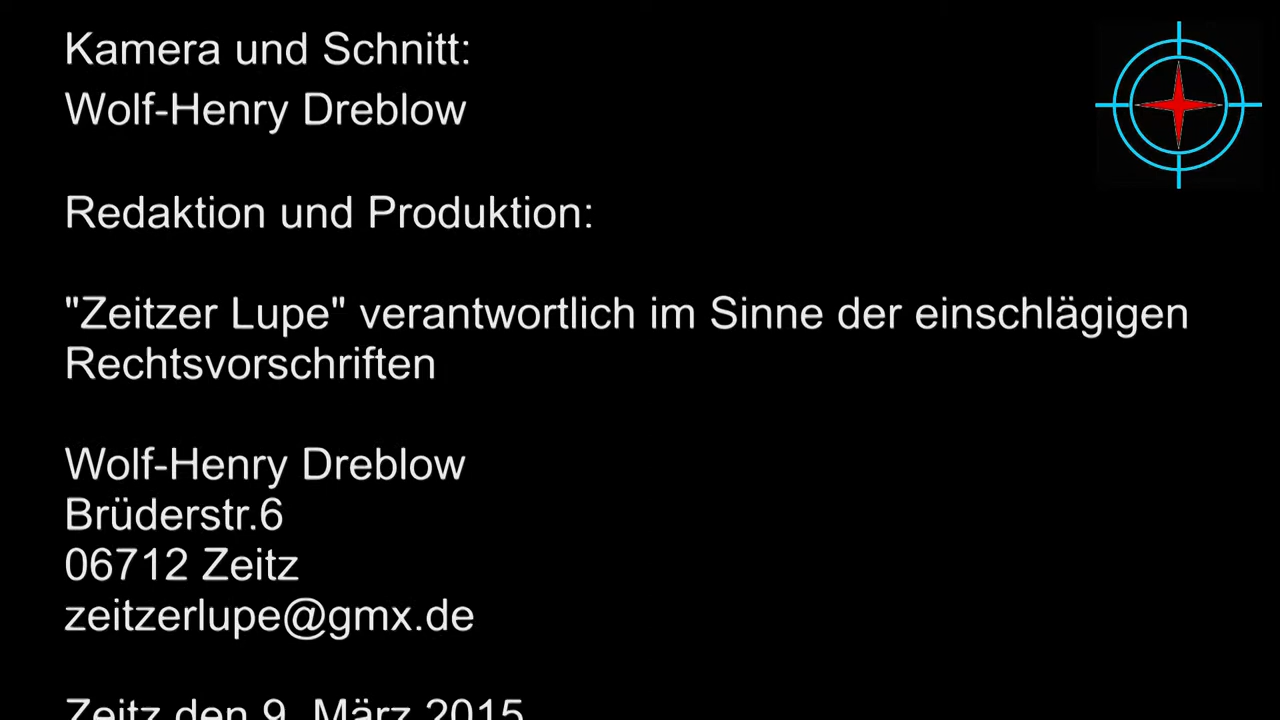 Kamera und Schnitt:
Wolf-Henry Dreblow
Redaktion und Produktion:
"Zeitzer Lupe" verantwortlich im Sinne der einschlägigen
Rechtsvorschriften
Wolf-Henry Dreblow
Brüderstr.6
06712 Zeitz
zeitzerlupe@gmx.de
Zeitz den 9. März 2015